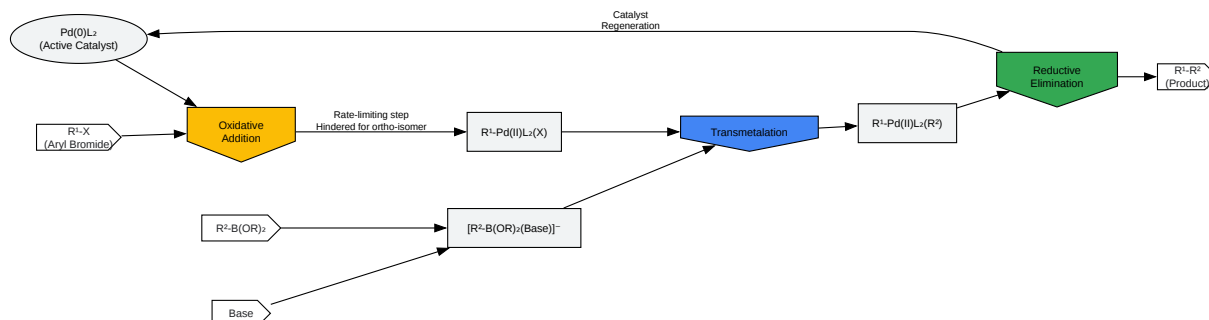 Catalyst
Regeneration
Pd(0)L₂
(Active Catalyst)
R¹-X
(Aryl Bromide)
Oxidative
Addition
Rate-limiting step
Hindered for ortho-isomer
R¹-Pd(II)L₂(X)
Transmetalation
R¹-Pd(II)L₂(R²)
Reductive
Elimination
R¹-R²
(Product)
R²-B(OR)₂
[R²-B(OR)₂(Base)]⁻
Base